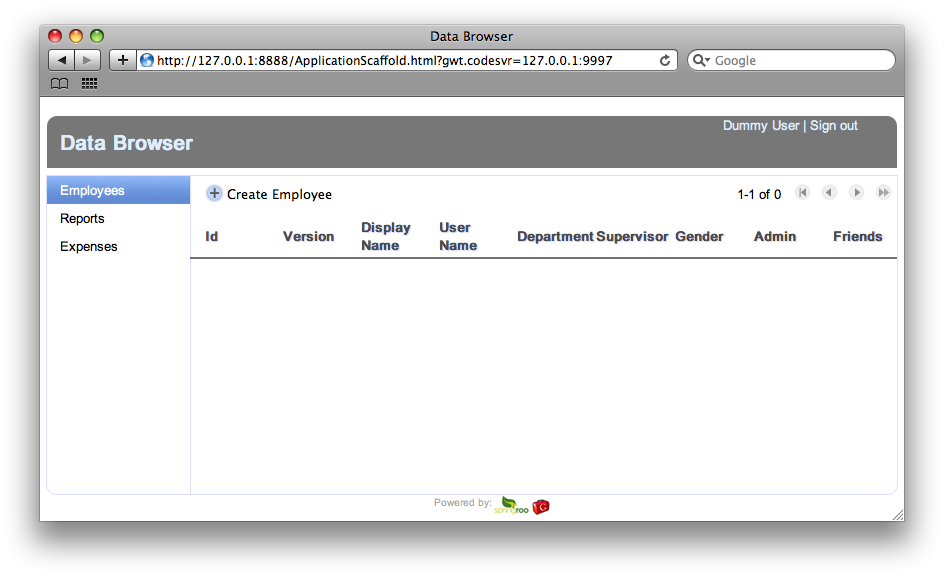 Data Browser
http://127.0.0.1:8888/ApplicationScaffold.html?gwt.codesvr=127.0.0.1:9997
Google
Dummy User | Sign out
Data Browser
Employees
Create Employee
1-1 of 0
Reports
Expenses
Id Version Display Name User Name Department Supervisor Gender Admin Friends
Powered by: springroo